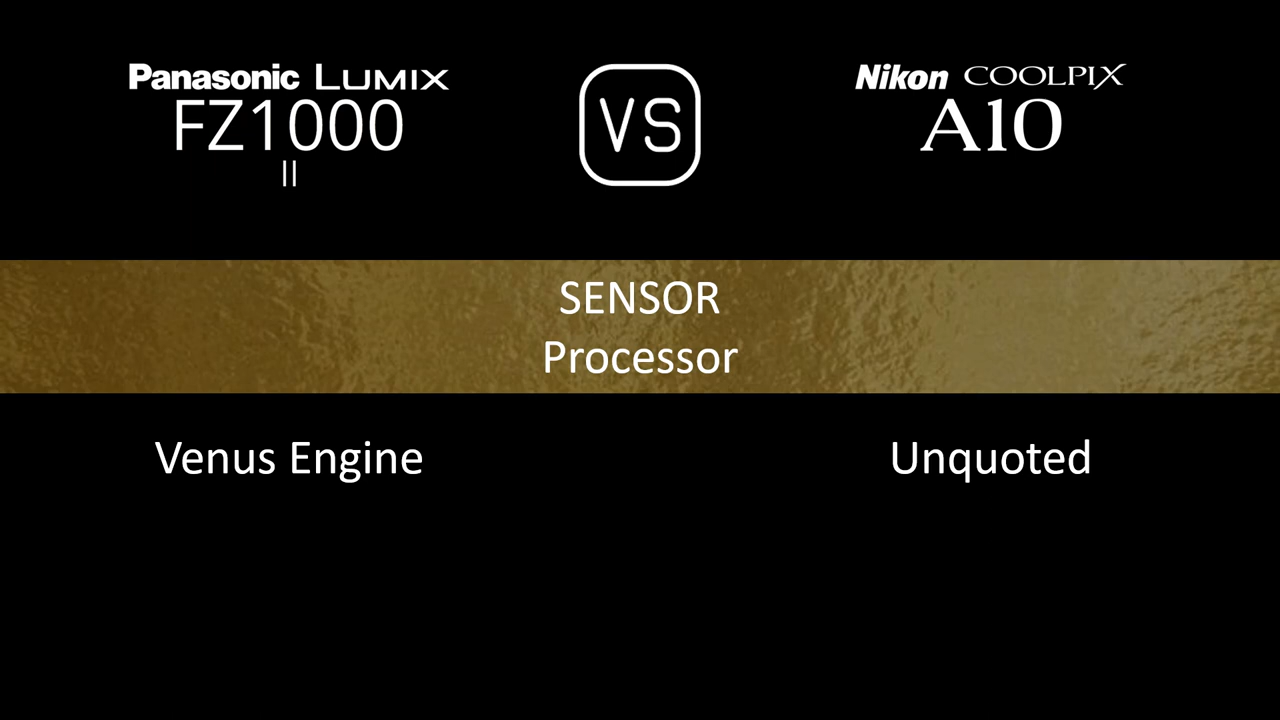 Panasonic LUMIX
FZ1000
II
VS
Nikon COOLPIX
A10
SENSOR
Processor
Venus Engine
Unquoted